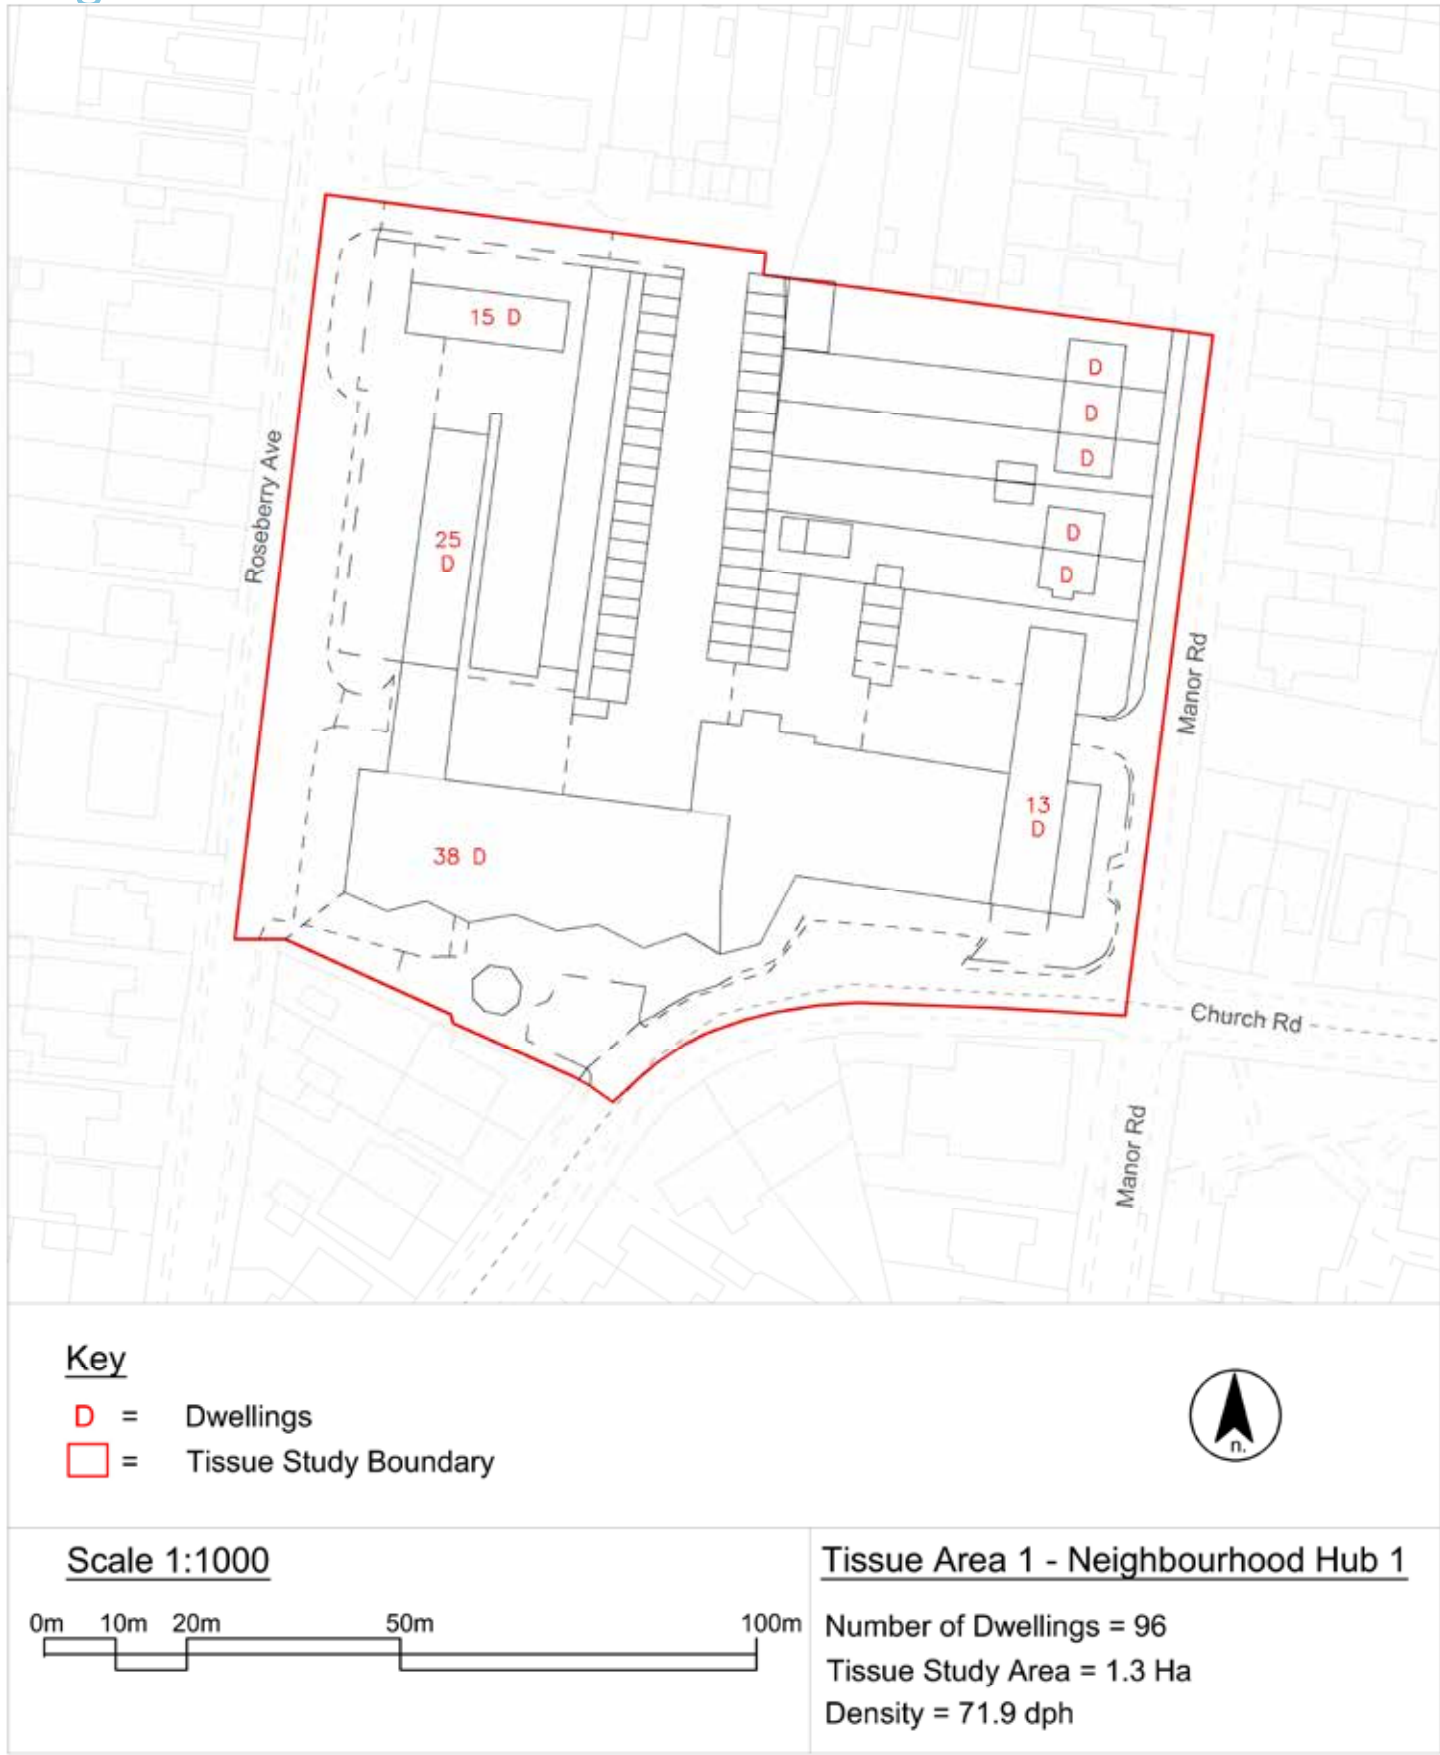 15 D
D
D
D
D
D
25
D
Roseberry Ave
Manor Rd
13
D
38 D
Church Rd
Manor Rd
Key
D = Dwellings
= Tissue Study Boundary
n.
Scale 1:1000
0m 10m 20m 50m 100m
Tissue Area 1 - Neighbourhood Hub 1
Number of Dwellings = 96
Tissue Study Area = 1.3 Ha
Density = 71.9 dph